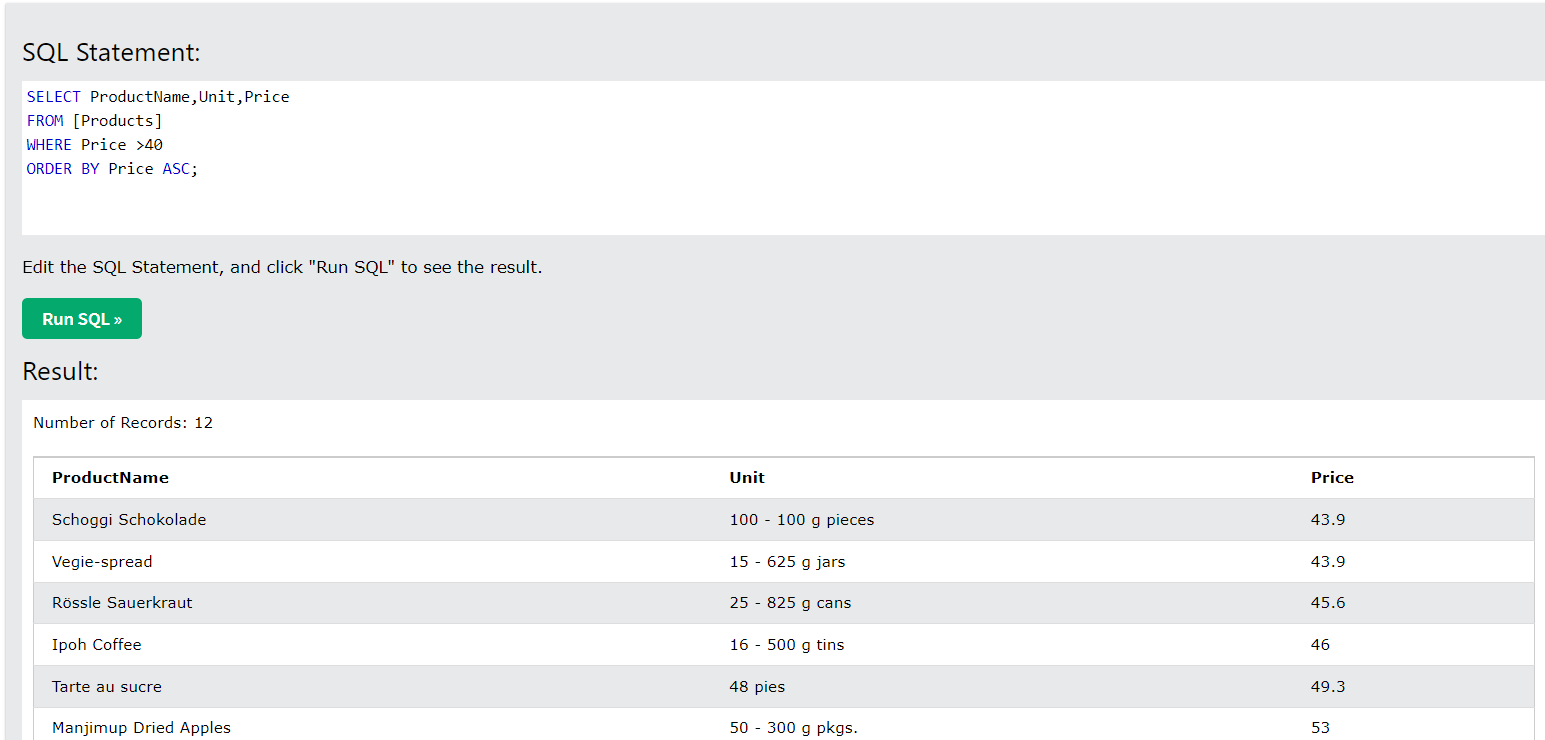 SQL Statement:
SELECT ProductName,Unit,Price
FROM [Products]
WHERE Price >40
ORDER BY Price ASC;
Edit the SQL Statement, and click "Run SQL" to see the result.
Run SQL »
Result:
Number of Records: 12
ProductName Unit Price
Schoggi Schokolade 100 - 100 g pieces 43.9
Vegie-spread 15 - 625 g jars 43.9
Rössle Sauerkraut 25 - 825 g cans 45.6
Ipoh Coffee 16 - 500 g tins 46
Tarte au sucre 48 pies 49.3
Manjimup Dried Apples 50 - 300 g pkgs. 53